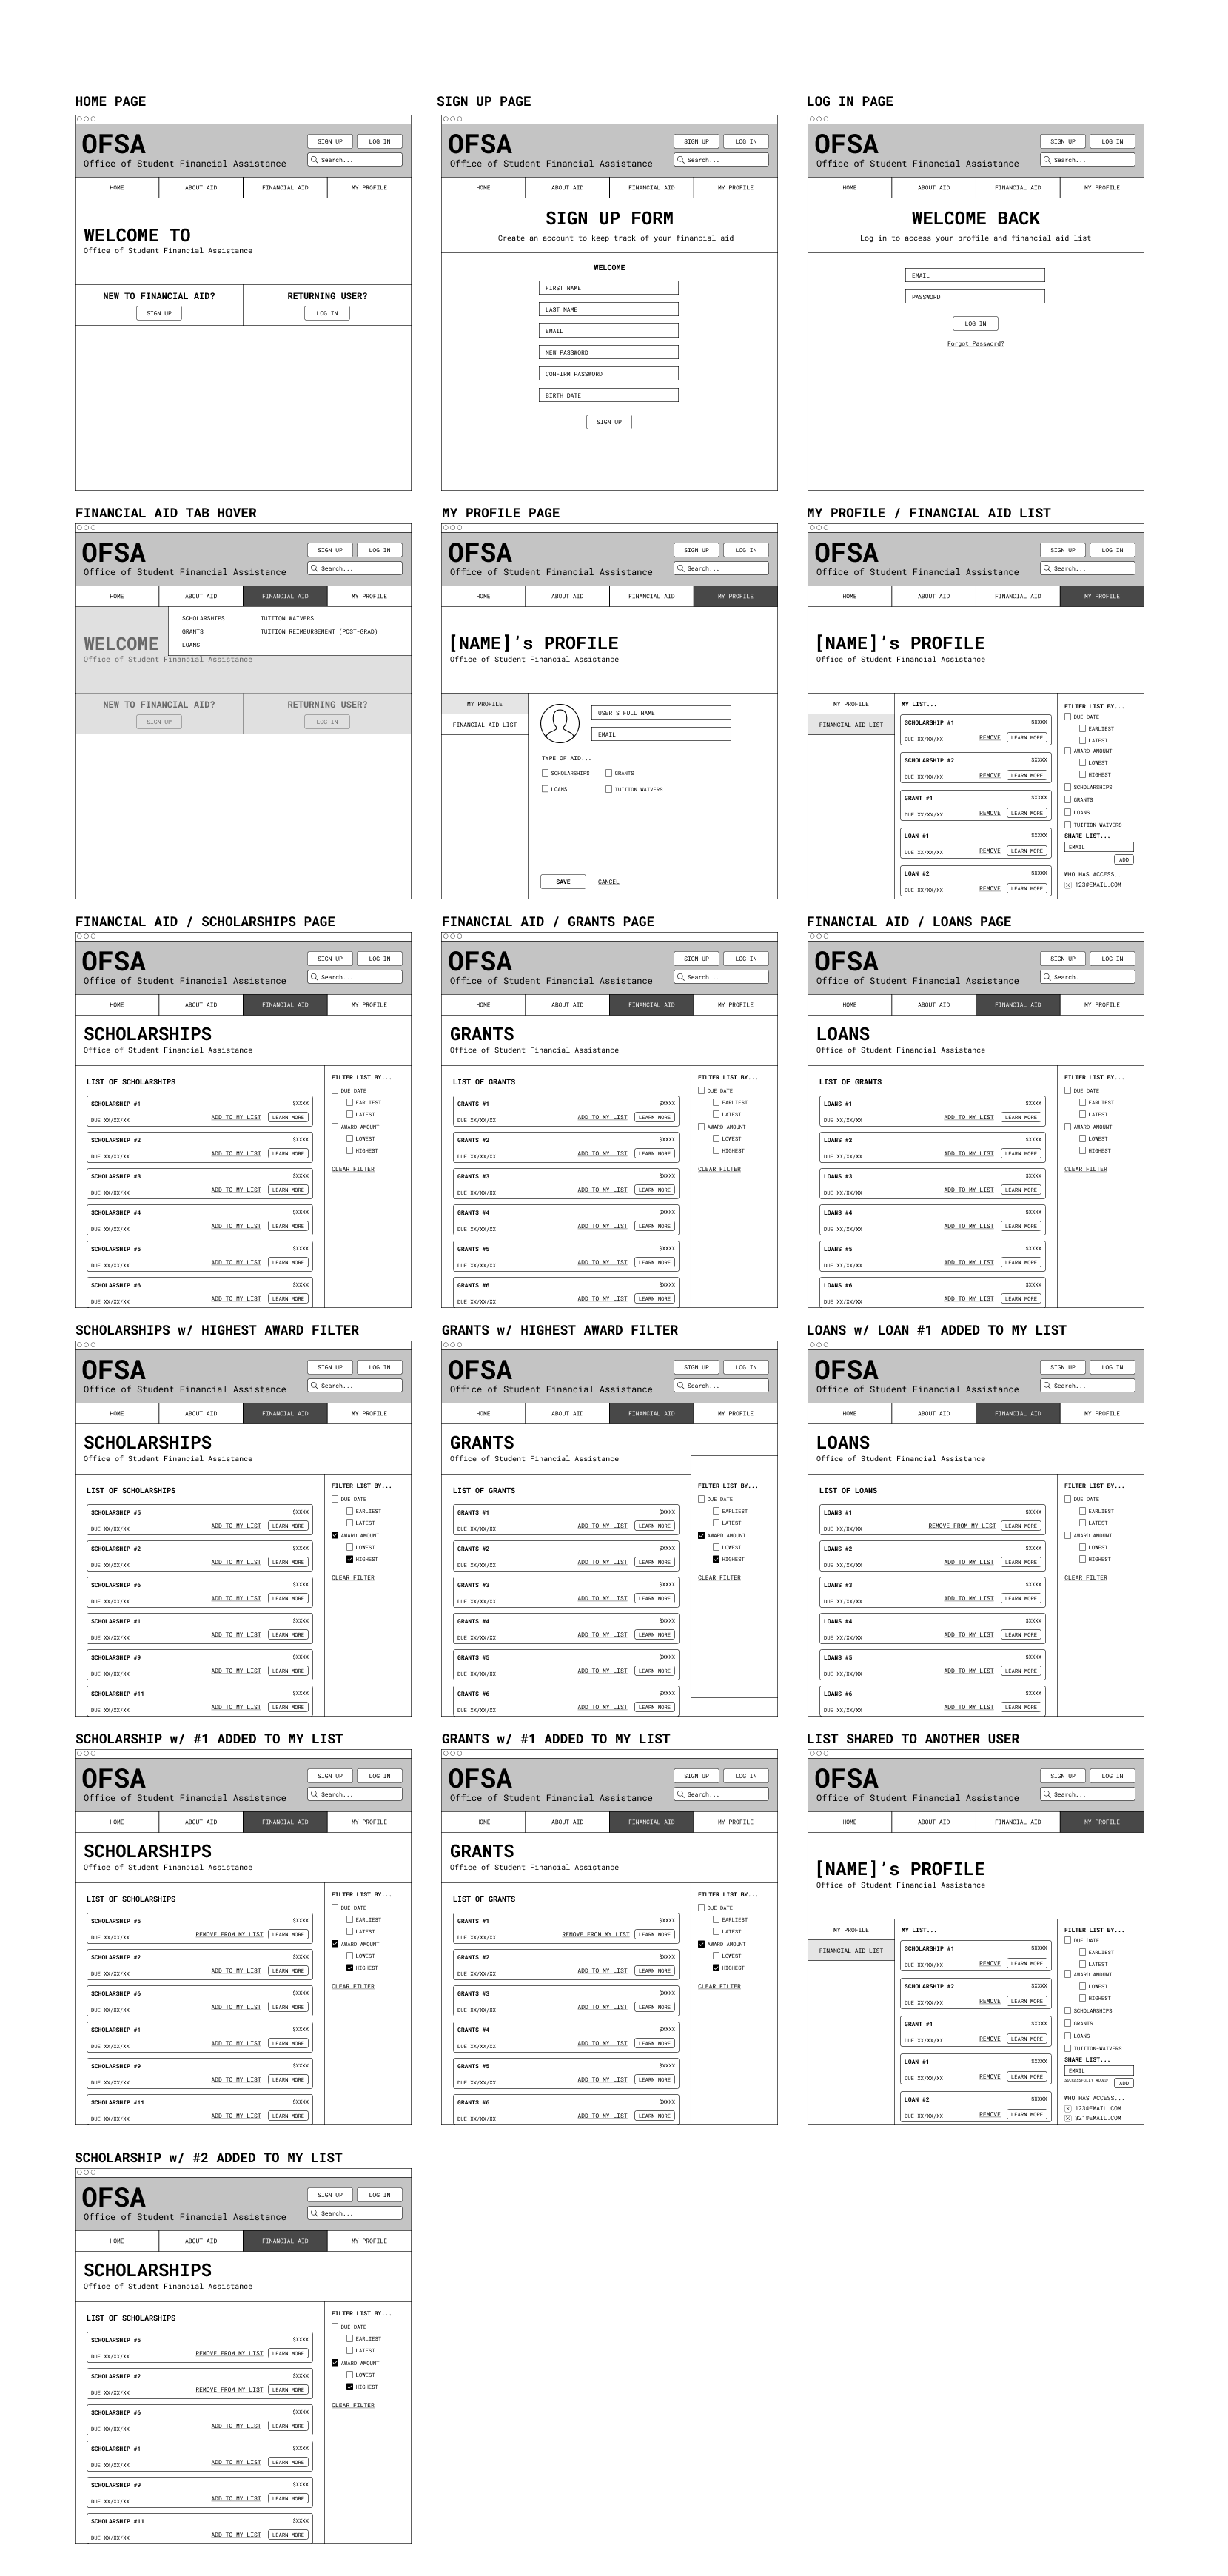 HOME PAGE
OFSA
Office of Student Financial Assistance
SIGN UP
LOG IN
Search...
HOME
ABOUT AID
FINANCIAL AID
MY PROFILE
WELCOME TO
Office of Student Financial Assistance
NEW TO FINANCIAL AID?
SIGN UP
RETURNING USER?
LOG IN
SIGN UP PAGE
OFSA
Office of Student Financial Assistance
SIGN UP
LOG IN
Search...
HOME
ABOUT AID
FINANCIAL AID
MY PROFILE
SIGN UP FORM
Create an account to keep track of your financial aid
WELCOME
FIRST NAME
LAST NAME
EMAIL
NEW PASSWORD
CONFIRM PASSWORD
BIRTH DATE
SIGN UP
LOG IN PAGE
OFSA
Office of Student Financial Assistance
SIGN UP
LOG IN
Search...
HOME
ABOUT AID
FINANCIAL AID
MY PROFILE
WELCOME BACK
Log in to access your profile and financial aid list
EMAIL
PASSWORD
LOG IN
Forgot Password?
FINANCIAL AID TAB HOVER
OFSA
Office of Student Financial Assistance
SIGN UP
LOG IN
Search...
HOME
ABOUT AID
FINANCIAL AID
MY PROFILE
SCHOLARSHIPS
GRANTS
LOANS
TUITION WAIVERS
TUITION REIMBURSEMENT (POST-GRAD)
WELCOME
Office of Student Financial Assistance
NEW TO FINANCIAL AID?
SIGN UP
RETURNING USER?
LOG IN
MY PROFILE PAGE
OFSA
Office of Student Financial Assistance
SIGN UP
LOG IN
Search...
HOME
ABOUT AID
FINANCIAL AID
MY PROFILE
[NAME]’s PROFILE
Office of Student Financial Assistance
MY PROFILE
FINANCIAL AID LIST
USER'S FULL NAME
EMAIL
TYPE OF AID...
SCHOLARSHIPS
GRANTS
LOANS
TUITION WAIVERS
SAVE
CANCEL
MY PROFILE / FINANCIAL AID LIST
OFSA
Office of Student Financial Assistance
SIGN UP
LOG IN
Search...
HOME
ABOUT AID
FINANCIAL AID
MY PROFILE
[NAME]’s PROFILE
Office of Student Financial Assistance
MY PROFILE
FINANCIAL AID LIST
MY LIST...
SCHOLARSHIP #1 $XXXX
DUE XX/XX/XX REMOVE LEARN MORE
SCHOLARSHIP #2 $XXXX
DUE XX/XX/XX REMOVE LEARN MORE
GRANT #1 $XXXX
DUE XX/XX/XX REMOVE LEARN MORE
LOAN #1 $XXXX
DUE XX/XX/XX REMOVE LEARN MORE
LOAN #2 $XXXX
DUE XX/XX/XX REMOVE LEARN MORE
FILTER LIST BY...
DUE DATE
EARLIEST
LATEST
AWARD AMOUNT
LOWEST
HIGHEST
SCHOLARSHIPS
GRANTS
LOANS
TUITION-WAIVERS
SHARE LIST...
EMAIL
ADD
WHO HAS ACCESS...
123@EMAIL.COM
FINANCIAL AID / SCHOLARSHIPS PAGE
OFSA
Office of Student Financial Assistance
SIGN UP
LOG IN
Search...
HOME
ABOUT AID
FINANCIAL AID
MY PROFILE
SCHOLARSHIPS
Office of Student Financial Assistance
LIST OF SCHOLARSHIPS
SCHOLARSHIP #1 $XXXX
DUE XX/XX/XX ADD TO MY LIST LEARN MORE
SCHOLARSHIP #2 $XXXX
DUE XX/XX/XX ADD TO MY LIST LEARN MORE
SCHOLARSHIP #3 $XXXX
DUE XX/XX/XX ADD TO MY LIST LEARN MORE
SCHOLARSHIP #4 $XXXX
DUE XX/XX/XX ADD TO MY LIST LEARN MORE
SCHOLARSHIP #5 $XXXX
DUE XX/XX/XX ADD TO MY LIST LEARN MORE
SCHOLARSHIP #6 $XXXX
DUE XX/XX/XX ADD TO MY LIST LEARN MORE
FILTER LIST BY...
DUE DATE
EARLIEST
LATEST
AWARD AMOUNT
LOWEST
HIGHEST
CLEAR FILTER
FINANCIAL AID / GRANTS PAGE
OFSA
Office of Student Financial Assistance
SIGN UP
LOG IN
Search...
HOME
ABOUT AID
FINANCIAL AID
MY PROFILE
GRANTS
Office of Student Financial Assistance
LIST OF GRANTS
GRANTS #1 $XXXX
DUE XX/XX/XX ADD TO MY LIST LEARN MORE
GRANTS #2 $XXXX
DUE XX/XX/XX ADD TO MY LIST LEARN MORE
GRANTS #3 $XXXX
DUE XX/XX/XX ADD TO MY LIST LEARN MORE
GRANTS #4 $XXXX
DUE XX/XX/XX ADD TO MY LIST LEARN MORE
GRANTS #5 $XXXX
DUE XX/XX/XX ADD TO MY LIST LEARN MORE
GRANTS #6 $XXXX
DUE XX/XX/XX ADD TO MY LIST LEARN MORE
FILTER LIST BY...
DUE DATE
EARLIEST
LATEST
AWARD AMOUNT
LOWEST
HIGHEST
CLEAR FILTER
FINANCIAL AID / LOANS PAGE
OFSA
Office of Student Financial Assistance
SIGN UP
LOG IN
Search...
HOME
ABOUT AID
FINANCIAL AID
MY PROFILE
LOANS
Office of Student Financial Assistance
LIST OF GRANTS
LOANS #1 $XXXX
DUE XX/XX/XX ADD TO MY LIST LEARN MORE
LOANS #2 $XXXX
DUE XX/XX/XX ADD TO MY LIST LEARN MORE
LOANS #3 $XXXX
DUE XX/XX/XX ADD TO MY LIST LEARN MORE
LOANS #4 $XXXX
DUE XX/XX/XX ADD TO MY LIST LEARN MORE
LOANS #5 $XXXX
DUE XX/XX/XX ADD TO MY LIST LEARN MORE
LOANS #6 $XXXX
DUE XX/XX/XX ADD TO MY LIST LEARN MORE
FILTER LIST BY...
DUE DATE
EARLIEST
LATEST
AWARD AMOUNT
LOWEST
HIGHEST
CLEAR FILTER
SCHOLARSHIPS w/ HIGHEST AWARD FILTER
OFSA
Office of Student Financial Assistance
SIGN UP
LOG IN
Search...
HOME
ABOUT AID
FINANCIAL AID
MY PROFILE
SCHOLARSHIPS
Office of Student Financial Assistance
LIST OF SCHOLARSHIPS
SCHOLARSHIP #5 $XXXX
DUE XX/XX/XX ADD TO MY LIST LEARN MORE
SCHOLARSHIP #2 $XXXX
DUE XX/XX/XX ADD TO MY LIST LEARN MORE
SCHOLARSHIP #6 $XXXX
DUE XX/XX/XX ADD TO MY LIST LEARN MORE
SCHOLARSHIP #1 $XXXX
DUE XX/XX/XX ADD TO MY LIST LEARN MORE
SCHOLARSHIP #9 $XXXX
DUE XX/XX/XX ADD TO MY LIST LEARN MORE
SCHOLARSHIP #11 $XXXX
DUE XX/XX/XX ADD TO MY LIST LEARN MORE
FILTER LIST BY...
DUE DATE
EARLIEST
LATEST
AWARD AMOUNT
LOWEST
HIGHEST
CLEAR FILTER
GRANTS w/ HIGHEST AWARD FILTER
OFSA
Office of Student Financial Assistance
SIGN UP
LOG IN
Search...
HOME
ABOUT AID
FINANCIAL AID
MY PROFILE
GRANTS
Office of Student Financial Assistance
LIST OF GRANTS
GRANTS #1 $XXXX
DUE XX/XX/XX ADD TO MY LIST LEARN MORE
GRANTS #2 $XXXX
DUE XX/XX/XX ADD TO MY LIST LEARN MORE
GRANTS #3 $XXXX
DUE XX/XX/XX ADD TO MY LIST LEARN MORE
GRANTS #4 $XXXX
DUE XX/XX/XX ADD TO MY LIST LEARN MORE
GRANTS #5 $XXXX
DUE XX/XX/XX ADD TO MY LIST LEARN MORE
GRANTS #6 $XXXX
DUE XX/XX/XX ADD TO MY LIST LEARN MORE
FILTER LIST BY...
DUE DATE
EARLIEST
LATEST
AWARD AMOUNT
LOWEST
HIGHEST
CLEAR FILTER
LOANS w/ LOAN #1 ADDED TO MY LIST
OFSA
Office of Student Financial Assistance
SIGN UP
LOG IN
Search...
HOME
ABOUT AID
FINANCIAL AID
MY PROFILE
LOANS
Office of Student Financial Assistance
LIST OF LOANS
LOANS #1 $XXXX
DUE XX/XX/XX REMOVE FROM MY LIST LEARN MORE
LOANS #2 $XXXX
DUE XX/XX/XX ADD TO MY LIST LEARN MORE
LOANS #3 $XXXX
DUE XX/XX/XX ADD TO MY LIST LEARN MORE
LOANS #4 $XXXX
DUE XX/XX/XX ADD TO MY LIST LEARN MORE
LOANS #5 $XXXX
DUE XX/XX/XX ADD TO MY LIST LEARN MORE
LOANS #6 $XXXX
DUE XX/XX/XX ADD TO MY LIST LEARN MORE
FILTER LIST BY...
DUE DATE
EARLIEST
LATEST
AWARD AMOUNT
LOWEST
HIGHEST
CLEAR FILTER
SCHOLARSHIP w/ #1 ADDED TO MY LIST
OFSA
Office of Student Financial Assistance
SIGN UP
LOG IN
Search...
HOME
ABOUT AID
FINANCIAL AID
MY PROFILE
SCHOLARSHIPS
Office of Student Financial Assistance
LIST OF SCHOLARSHIPS
SCHOLARSHIP #5 $XXXX
DUE XX/XX/XX REMOVE FROM MY LIST LEARN MORE
SCHOLARSHIP #2 $XXXX
DUE XX/XX/XX ADD TO MY LIST LEARN MORE
SCHOLARSHIP #6 $XXXX
DUE XX/XX/XX ADD TO MY LIST LEARN MORE
SCHOLARSHIP #1 $XXXX
DUE XX/XX/XX ADD TO MY LIST LEARN MORE
SCHOLARSHIP #9 $XXXX
DUE XX/XX/XX ADD TO MY LIST LEARN MORE
SCHOLARSHIP #11 $XXXX
DUE XX/XX/XX ADD TO MY LIST LEARN MORE
FILTER LIST BY...
DUE DATE
EARLIEST
LATEST
AWARD AMOUNT
LOWEST
HIGHEST
CLEAR FILTER
GRANTS w/ #1 ADDED TO MY LIST
OFSA
Office of Student Financial Assistance
SIGN UP
LOG IN
Search...
HOME
ABOUT AID
FINANCIAL AID
MY PROFILE
GRANTS
Office of Student Financial Assistance
LIST OF GRANTS
GRANTS #1 $XXXX
DUE XX/XX/XX REMOVE FROM MY LIST LEARN MORE
GRANTS #2 $XXXX
DUE XX/XX/XX ADD TO MY LIST LEARN MORE
GRANTS #3 $XXXX
DUE XX/XX/XX ADD TO MY LIST LEARN MORE
GRANTS #4 $XXXX
DUE XX/XX/XX ADD TO MY LIST LEARN MORE
GRANTS #5 $XXXX
DUE XX/XX/XX ADD TO MY LIST LEARN MORE
GRANTS #6 $XXXX
DUE XX/XX/XX ADD TO MY LIST LEARN MORE
FILTER LIST BY...
DUE DATE
EARLIEST
LATEST
AWARD AMOUNT
LOWEST
HIGHEST
CLEAR FILTER
LIST SHARED TO ANOTHER USER
OFSA
Office of Student Financial Assistance
SIGN UP
LOG IN
Search...
HOME
ABOUT AID
FINANCIAL AID
MY PROFILE
[NAME]’s PROFILE
Office of Student Financial Assistance
MY PROFILE
FINANCIAL AID LIST
MY LIST...
SCHOLARSHIP #1 $XXXX
DUE XX/XX/XX REMOVE LEARN MORE
SCHOLARSHIP #2 $XXXX
DUE XX/XX/XX REMOVE LEARN MORE
GRANT #1 $XXXX
DUE XX/XX/XX REMOVE LEARN MORE
LOAN #1 $XXXX
DUE XX/XX/XX REMOVE LEARN MORE
LOAN #2 $XXXX
DUE XX/XX/XX REMOVE LEARN MORE
FILTER LIST BY...
DUE DATE
EARLIEST
LATEST
AWARD AMOUNT
LOWEST
HIGHEST
SCHOLARSHIPS
GRANTS
LOANS
TUITION-WAIVERS
SHARE LIST...
EMAIL
SUCCESSFULLY ADDED
ADD
WHO HAS ACCESS...
123@EMAIL.COM
321@EMAIL.COM
SCHOLARSHIP w/ #2 ADDED TO MY LIST
OFSA
Office of Student Financial Assistance
SIGN UP
LOG IN
Search...
HOME
ABOUT AID
FINANCIAL AID
MY PROFILE
SCHOLARSHIPS
Office of Student Financial Assistance
LIST OF SCHOLARSHIPS
SCHOLARSHIP #5 $XXXX
DUE XX/XX/XX REMOVE FROM MY LIST LEARN MORE
SCHOLARSHIP #2 $XXXX
DUE XX/XX/XX REMOVE FROM MY LIST LEARN MORE
SCHOLARSHIP #6 $XXXX
DUE XX/XX/XX ADD TO MY LIST LEARN MORE
SCHOLARSHIP #1 $XXXX
DUE XX/XX/XX ADD TO MY LIST LEARN MORE
SCHOLARSHIP #9 $XXXX
DUE XX/XX/XX ADD TO MY LIST LEARN MORE
SCHOLARSHIP #11 $XXXX
DUE XX/XX/XX ADD TO MY LIST LEARN MORE
FILTER LIST BY...
DUE DATE
EARLIEST
LATEST
AWARD AMOUNT
LOWEST
HIGHEST
CLEAR FILTER